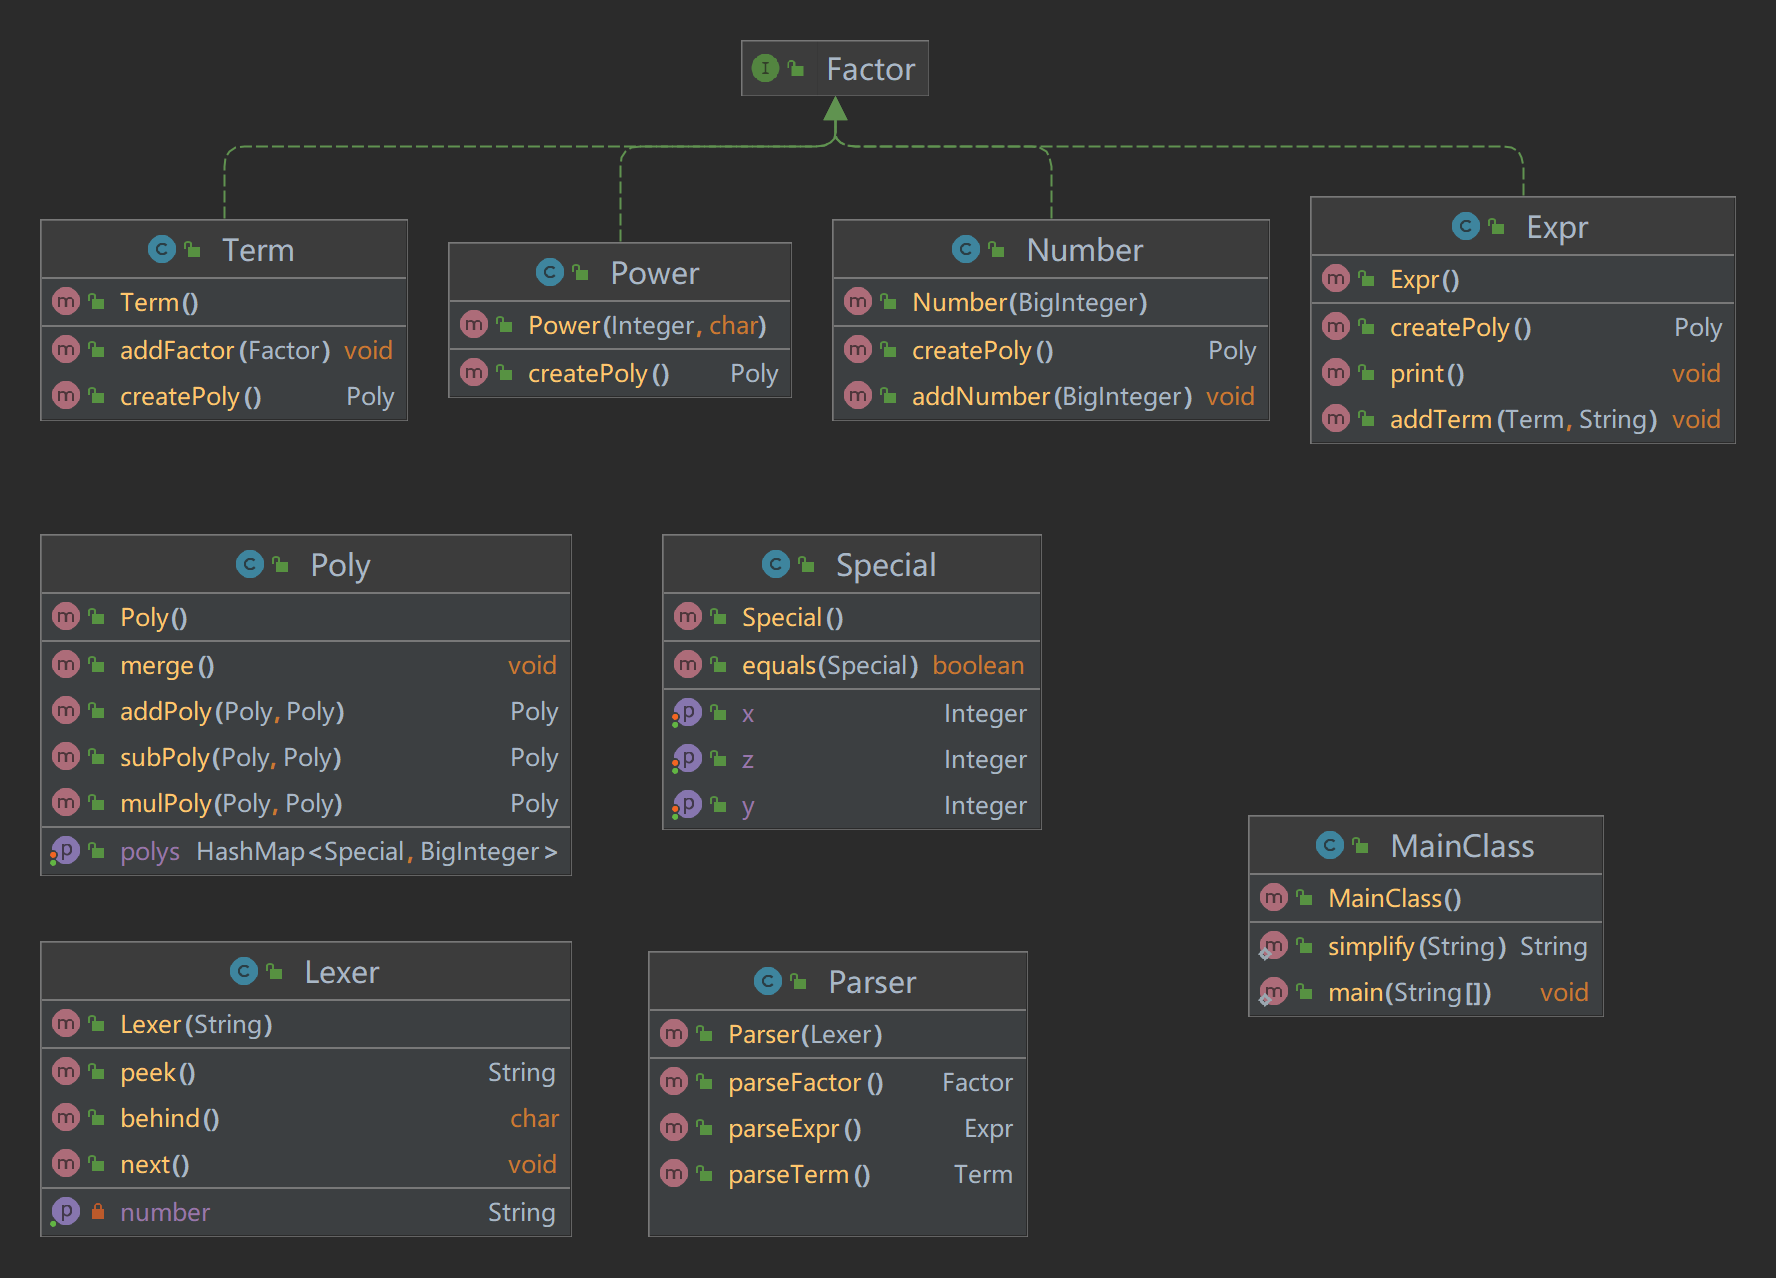 Factor
Term
Term()
addFactor(Factor) void
createPoly() Poly
Power
Power(Integer, char)
createPoly() Poly
Number
Number(BigInteger)
createPoly() Poly
addNumber(BigInteger) void
Expr
Expr()
createPoly() Poly
print() void
addTerm(Term, String) void
Poly
Poly()
merge() void
addPoly(Poly, Poly) Poly
subPoly(Poly, Poly) Poly
mulPoly(Poly, Poly) Poly
polys HashMap<Special, BigInteger>
Special
Special()
equals(Special) boolean
x Integer
z Integer
y Integer
MainClass
MainClass()
simplify(String) String
main(String[]) void
Lexer
Lexer(String)
peek() String
behind() char
next() void
number String
Parser
Parser(Lexer)
parseFactor() Factor
parseExpr() Expr
parseTerm() Term